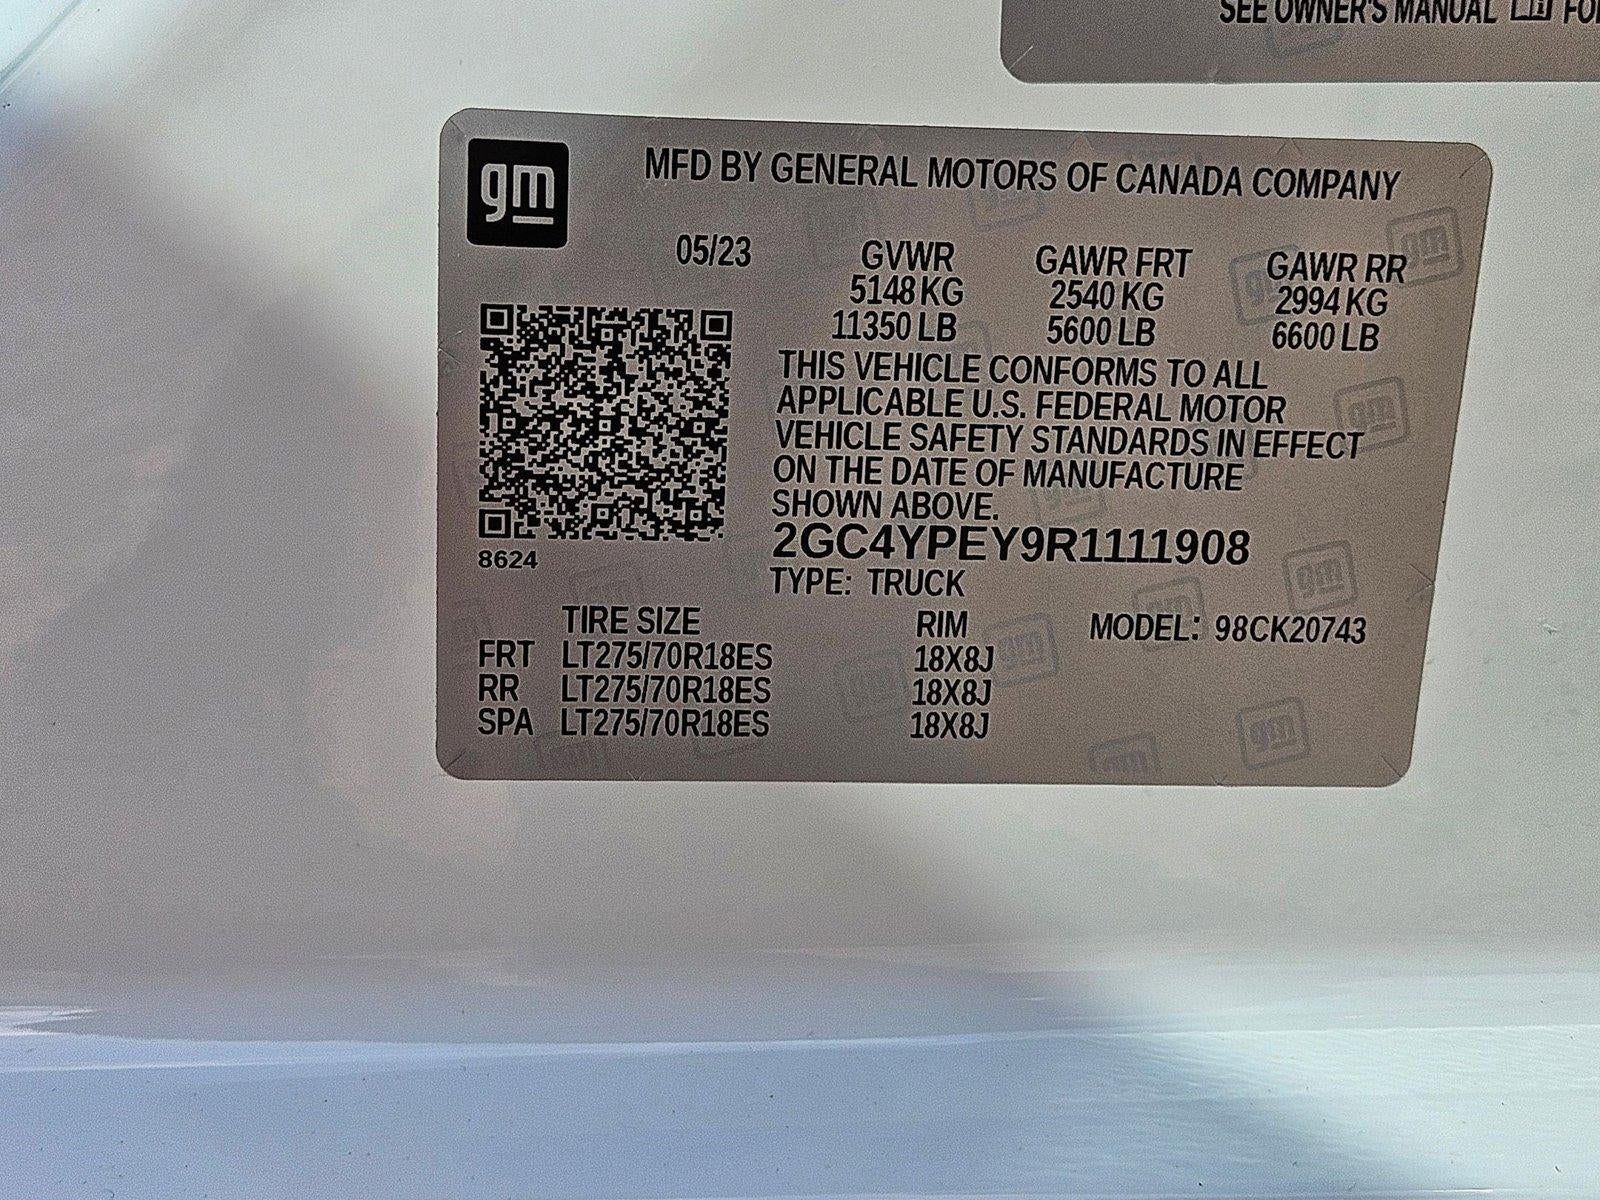 SEE OWNER'S MANUAL
gm
MFD BY GENERAL MOTORS OF CANADA COMPANY
05/23 GVWR GAWR FRT GAWR RR
5148 KG 2540 KG 2994 KG
11350 LB 5600 LB 6600 LB
THIS VEHICLE CONFORMS TO ALL
APPLICABLE U.S. FEDERAL MOTOR
VEHICLE SAFETY STANDARDS IN EFFECT
ON THE DATE OF MANUFACTURE
SHOWN ABOVE.
2GC4YPEY9R1111908
8624
TYPE: TRUCK
TIRE SIZE RIM MODEL: 98CK20743
FRT LT275/70R18ES 18X8J
RR LT275/70R18ES 18X8J
SPA LT275/70R18ES 18X8J